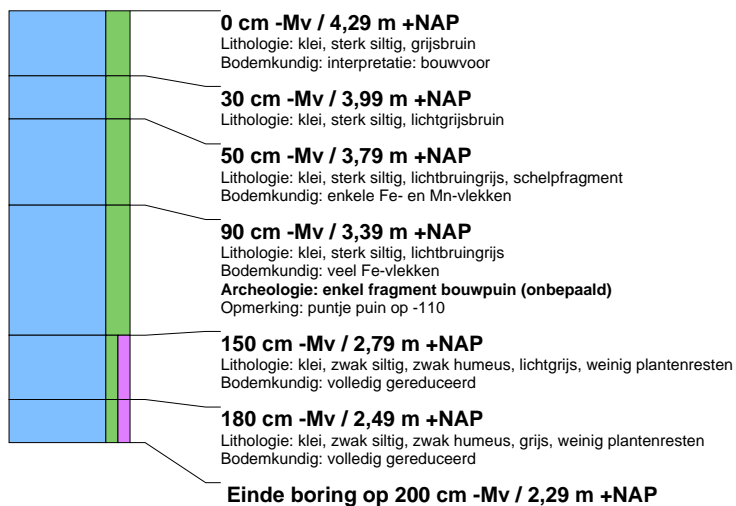 0 cm -Mv / 4,29 m +NAP
Lithologie: klei, sterk siltig, grijsbruin
Bodemkundig: interpretatie: bouwvoor
30 cm -Mv / 3,99 m +NAP
Lithologie: klei, sterk siltig, lichtgrijsbruin
50 cm -Mv / 3,79 m +NAP
Lithologie: klei, sterk siltig, lichtbruingrijs, schelpfragment
Bodemkundig: enkele Fe- en Mn-vlekken
90 cm -Mv / 3,39 m +NAP
Lithologie: klei, sterk siltig, lichtbruingrijs
Bodemkundig: veel Fe-vlekken
Archeologie: enkel fragment bouwpuin (onbepaald)
Opmerking: puntje puin op -110
150 cm -Mv / 2,79 m +NAP
Lithologie: klei, zwak siltig, zwak humeus, lichtgrijs, weinig plantenresten
Bodemkundig: volledig gereduceerd
180 cm -Mv / 2,49 m +NAP
Lithologie: klei, zwak siltig, zwak humeus, grijs, weinig plantenresten
Bodemkundig: volledig gereduceerd
Einde boring op 200 cm -Mv / 2,29 m +NAP